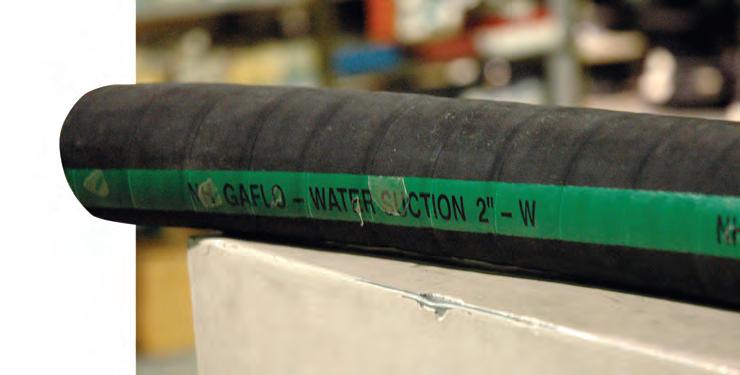 GAFLO – WATER SUCTION 2" – W